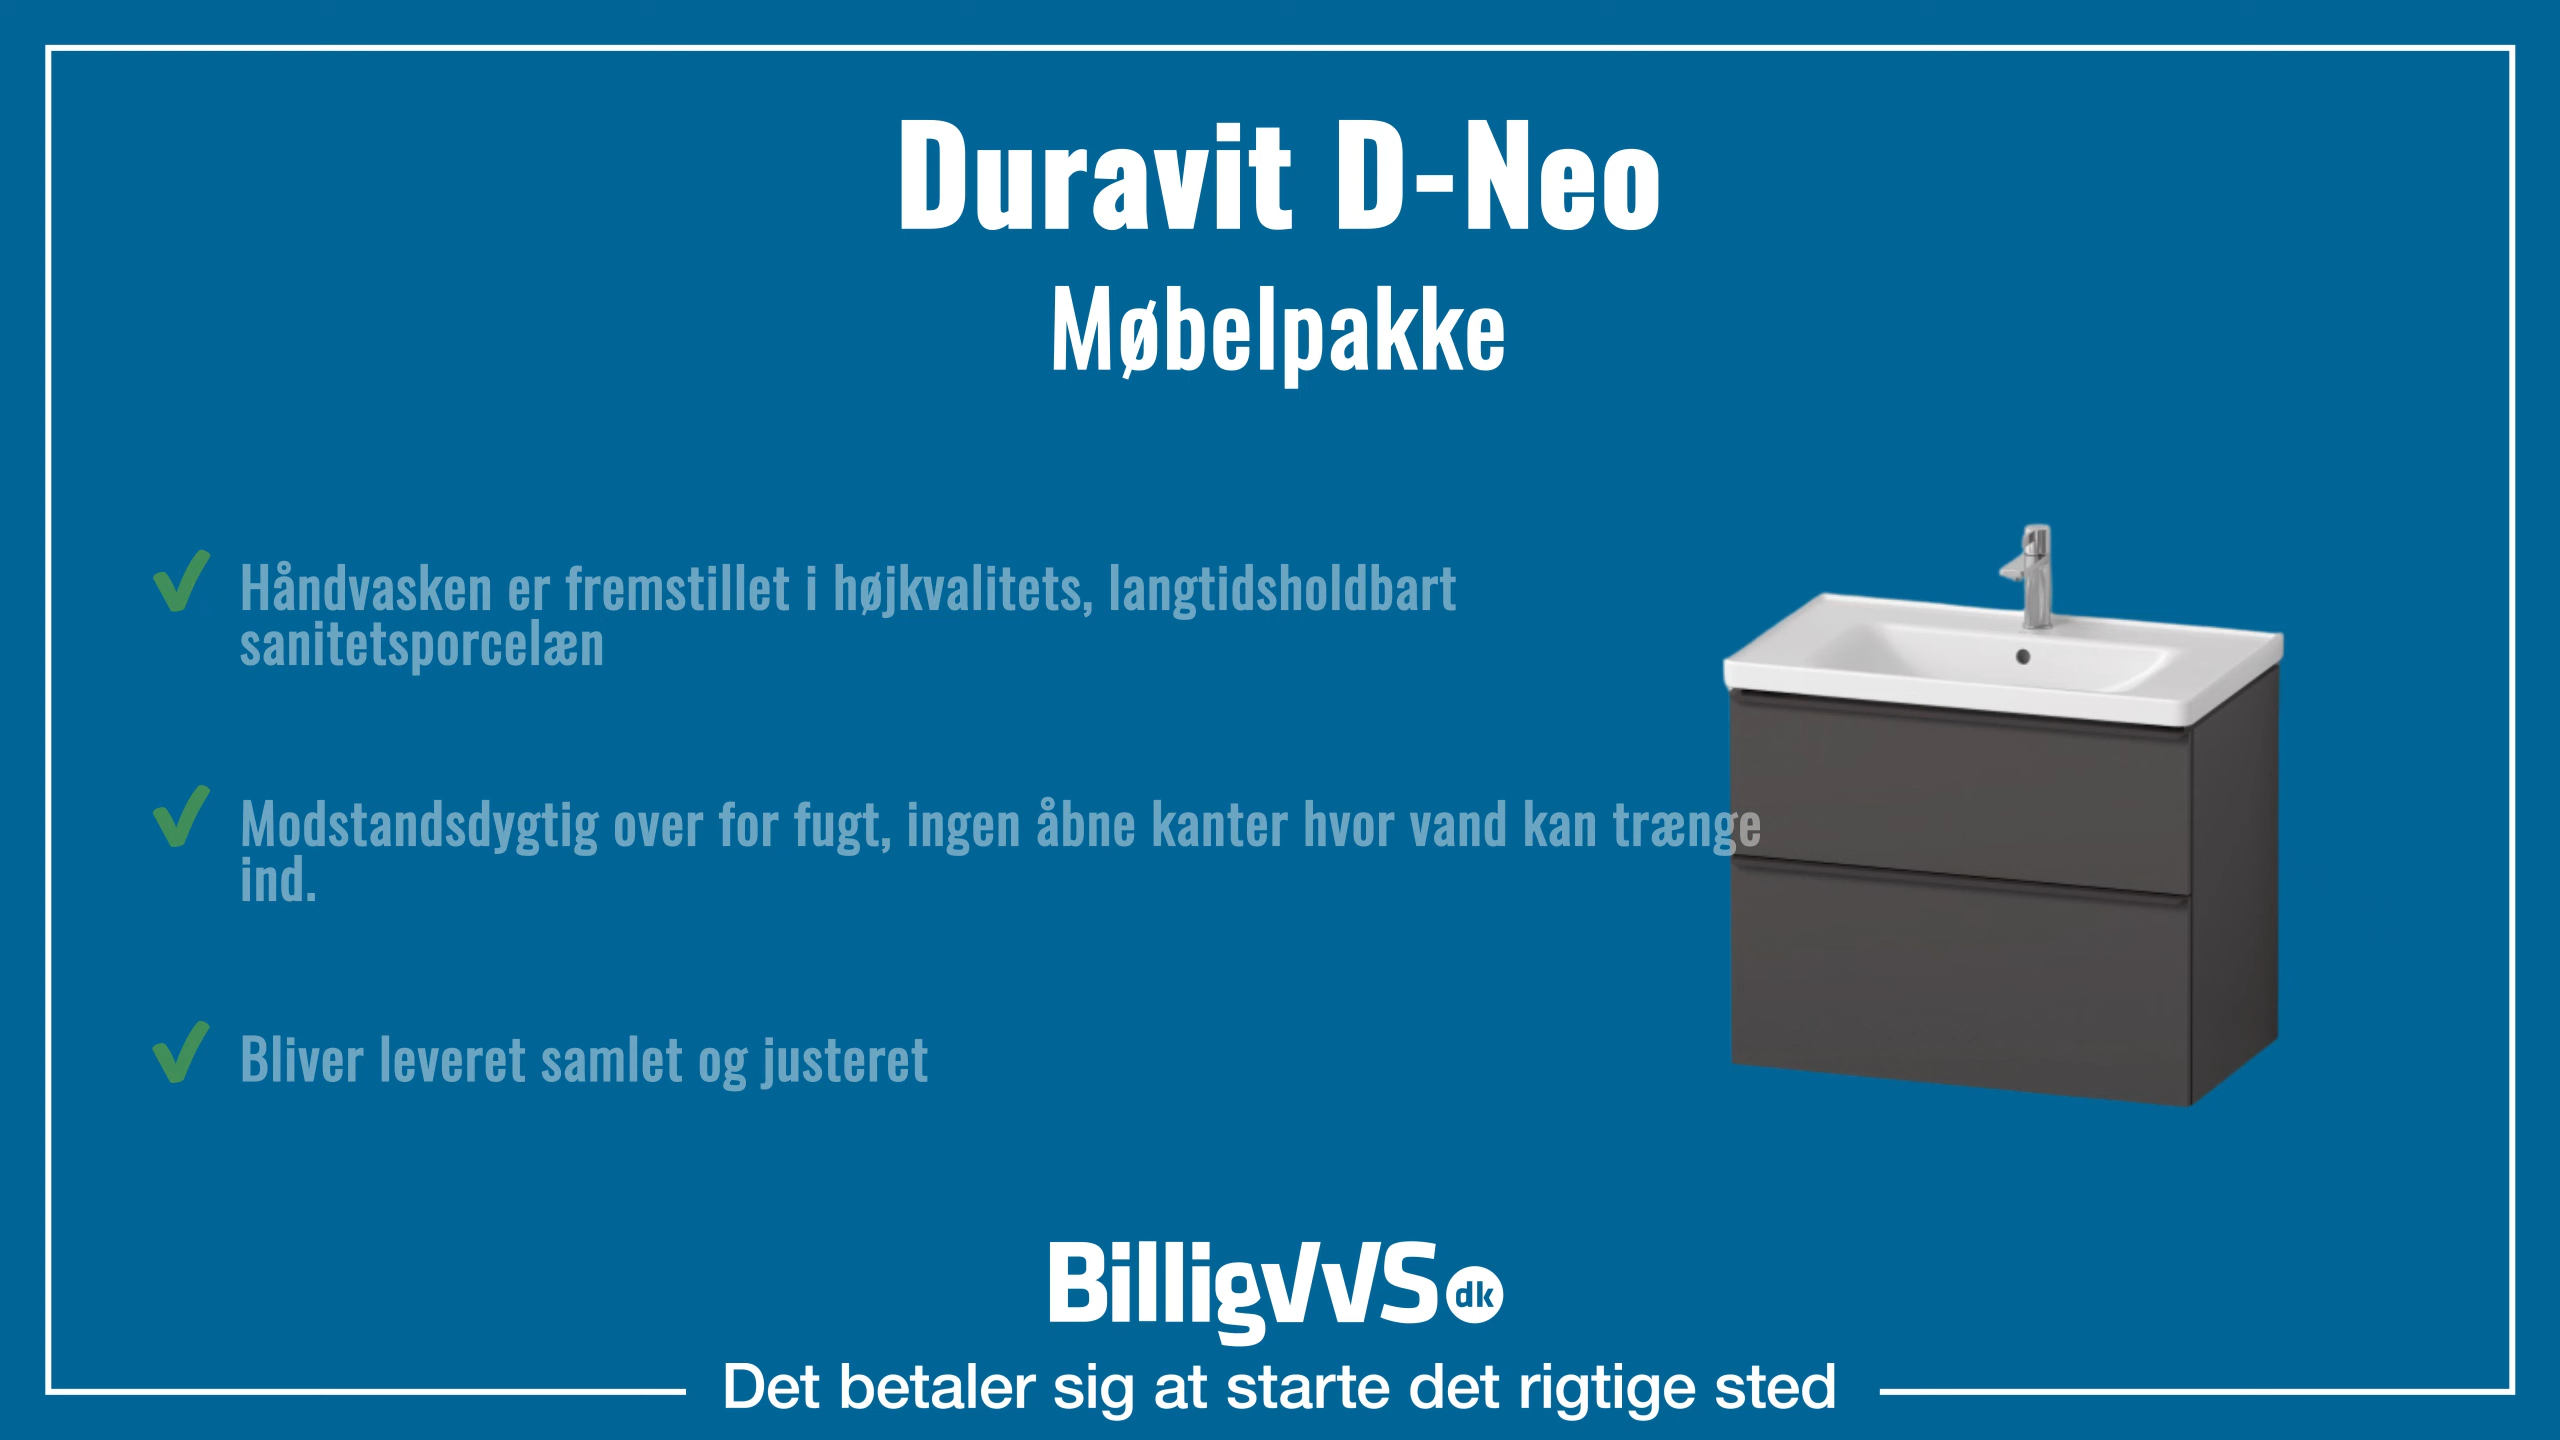 Duravit D-Neo
Møbelpakke
Håndvasken er fremstillet i højkvalitets, langtidsholdbart
sanitetsporcelæn
Modstandsdygtig over for fugt, ingen åbne kanter hvor vand kan trænge
ind.
Bliver leveret samlet og justeret
BilligVVS dk
Det betaler sig at starte det rigtige sted